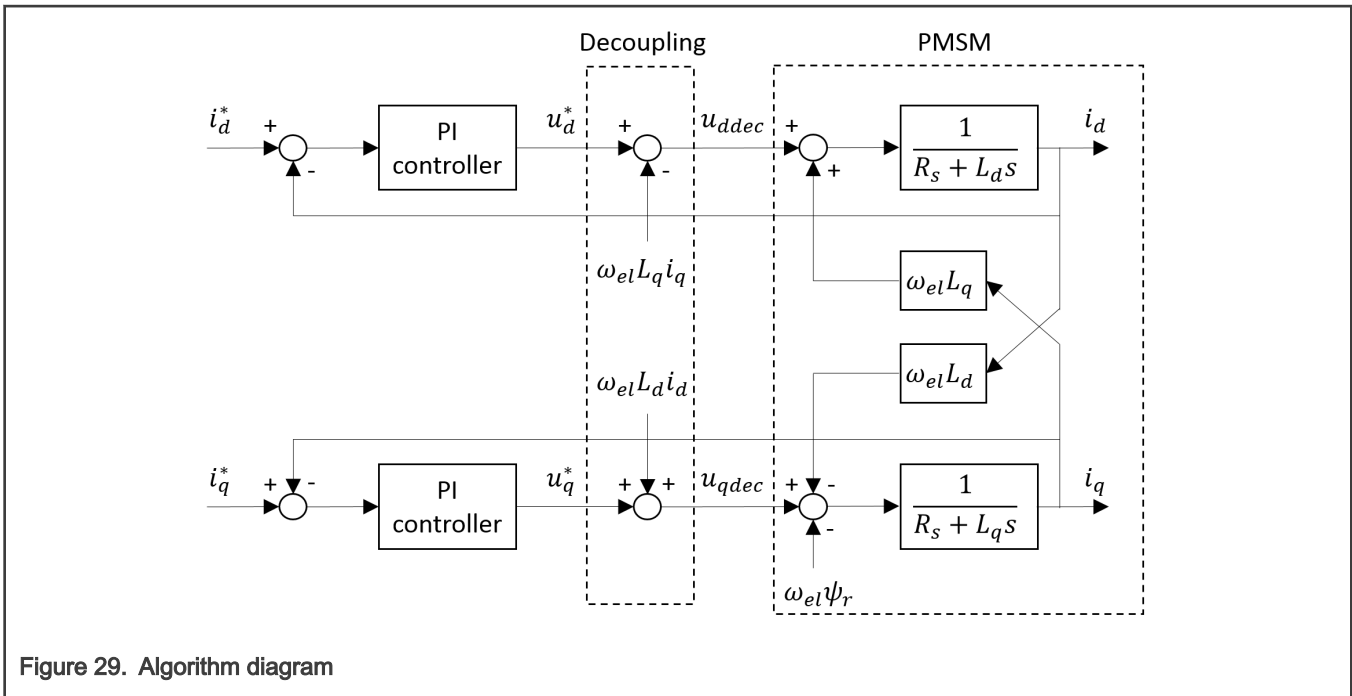 Decoupling PMSM
i_d^* + - PI controller u_d^* + - u_ddec + + 1 / (R_s + L_d s) i_d
ω_el L_q i_q
ω_el L_q
ω_el L_d
ω_el L_d i_d
i_q^* + - PI controller u_q^* + + u_qdec + - - 1 / (R_s + L_q s) i_q
ω_el ψ_r
Figure 29. Algorithm diagram